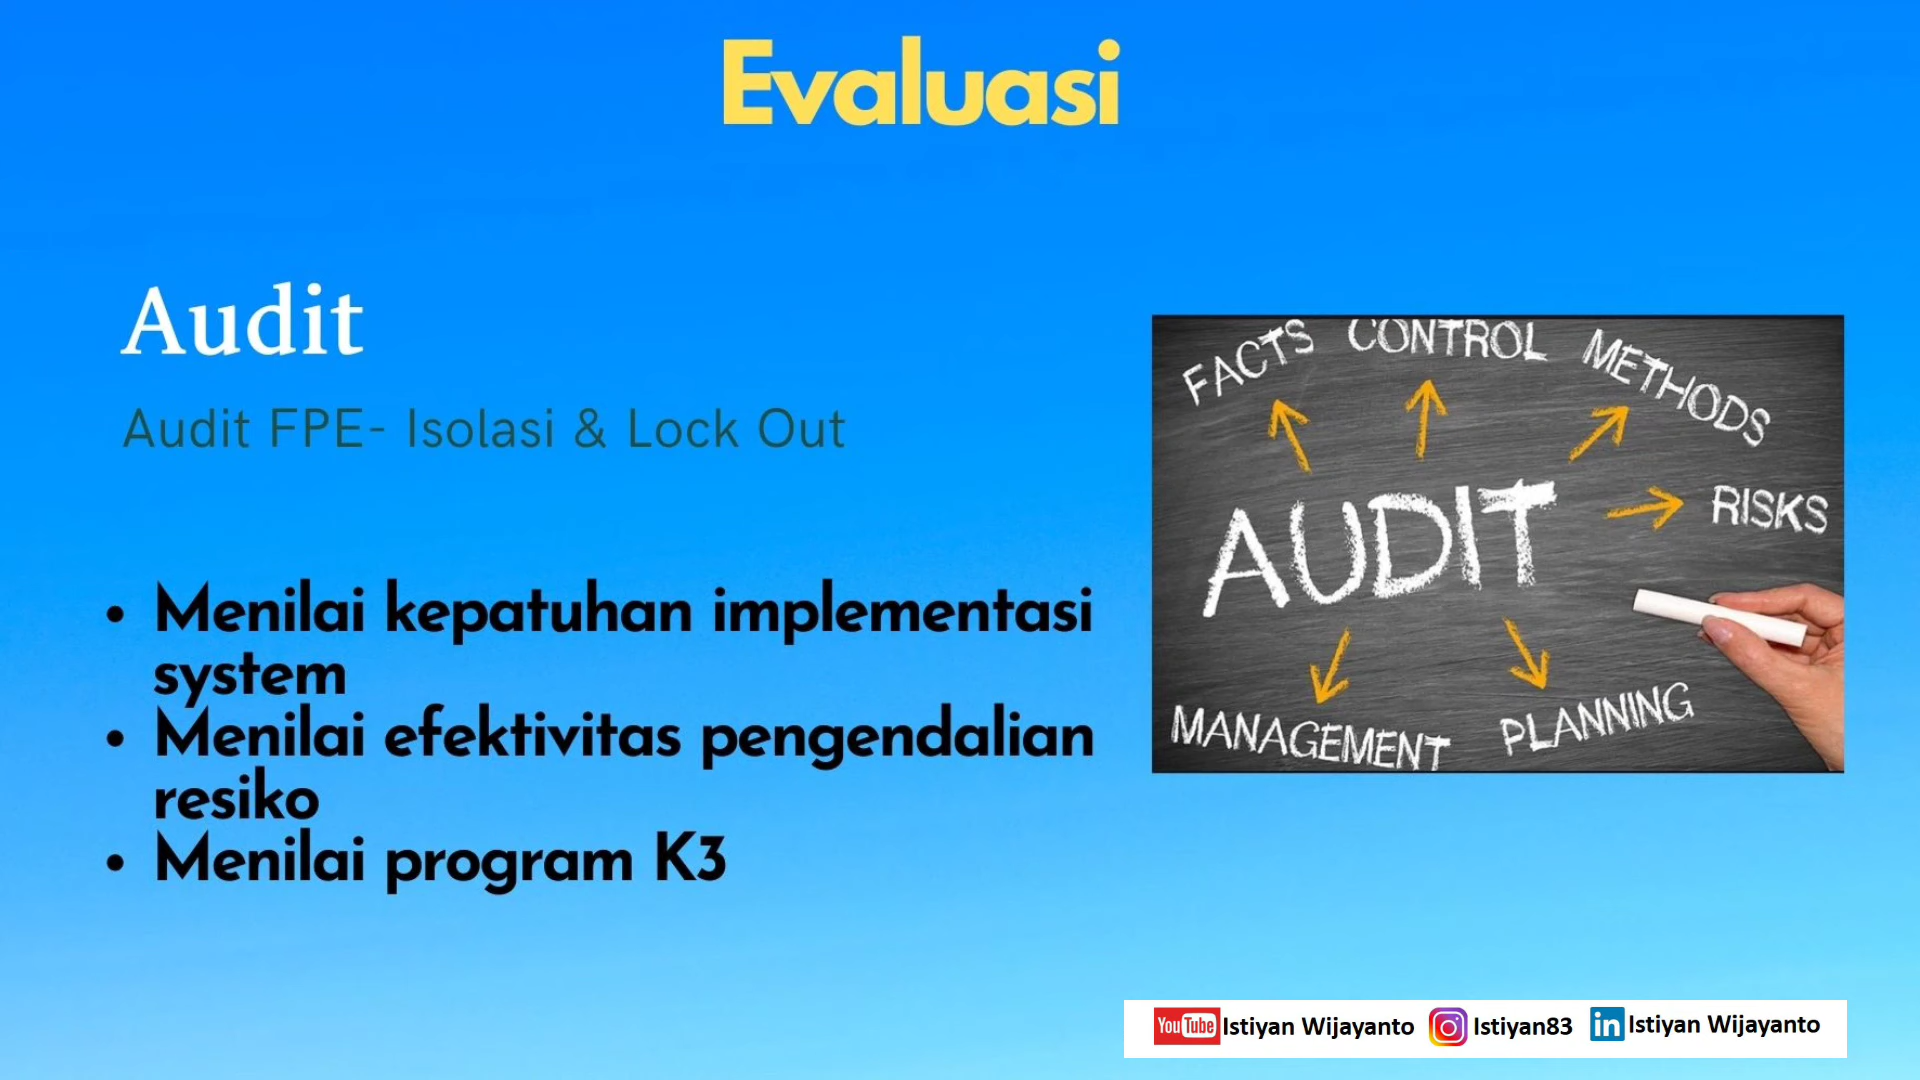 Evaluasi
Audit
Audit FPE- Isolasi & Lock Out
• Menilai kepatuhan implementasi
system
• Menilai efektivitas pengendalian
resiko
• Menilai program K3
FACTS
CONTROL
METHODS
AUDIT
RISKS
MANAGEMENT
PLANNING
YouTube Istiyan Wijayanto Istiyan83 in Istiyan Wijayanto